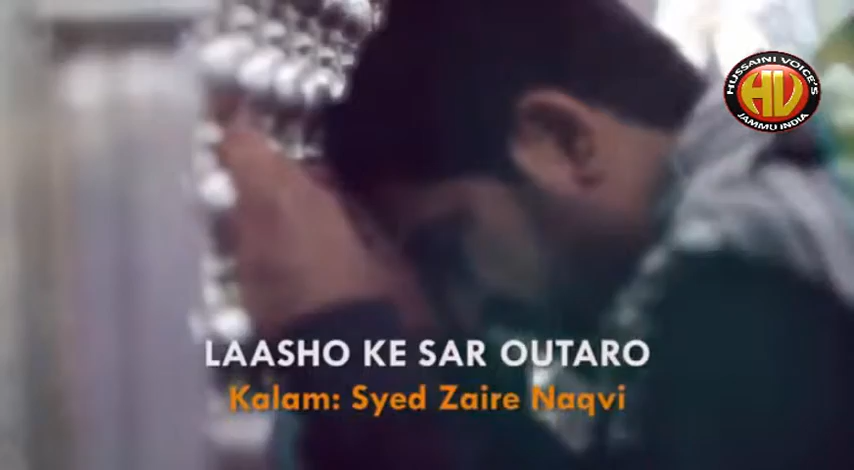 HUSSAINI VOICE'S
HV
JAMMU INDIA
LAASHO KE SAR OUTARO
Kalam: Syed Zaire Naqvi